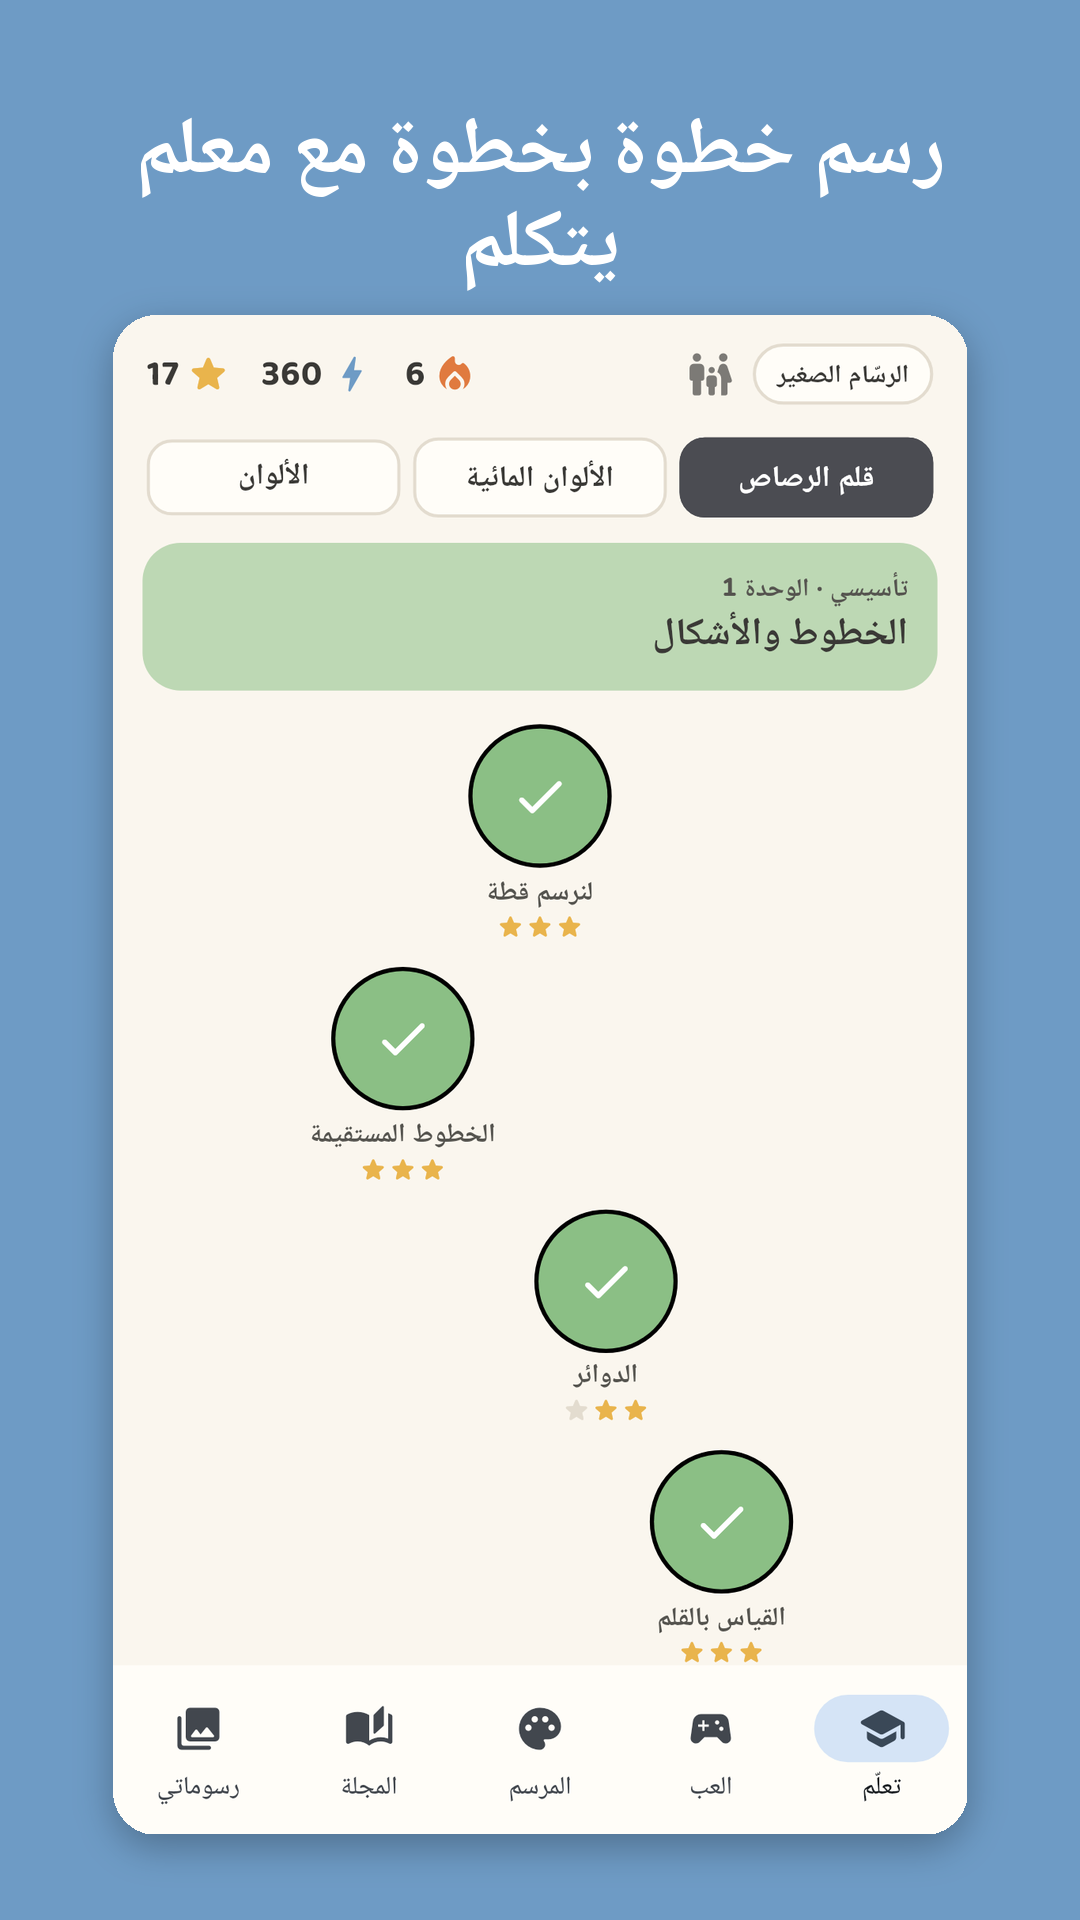 رسم خطوة بخطوة مع معلم
يتكلم
الرسّام الصغير
6
360
17
قلم الرصاص
الألوان المائية
الألوان
تأسيسي · الوحدة 1
الخطوط والأشكال
لنرسم قطة
الخطوط المستقيمة
الدوائر
القياس بالقلم
تعلّم
العب
المرسم
المجلة
رسوماتي